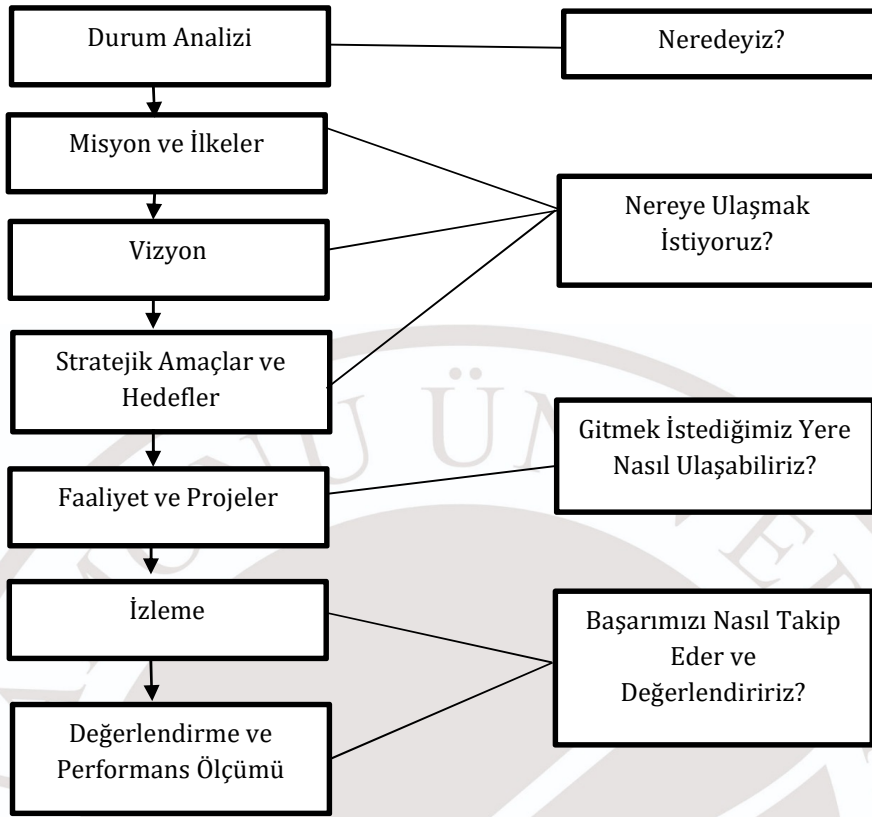 Durum Analizi
Neredeyiz?
Misyon ve İlkeler
Nereye Ulaşmak
İstiyoruz?
Vizyon
Stratejik Amaçlar ve
Hedefler
Gitmek İstediğimiz Yere
Nasıl Ulaşabiliriz?
Faaliyet ve Projeler
İzleme
Başarımızı Nasıl Takip
Eder ve
Değerlendiririz?
Değerlendirme ve
Performans Ölçümü